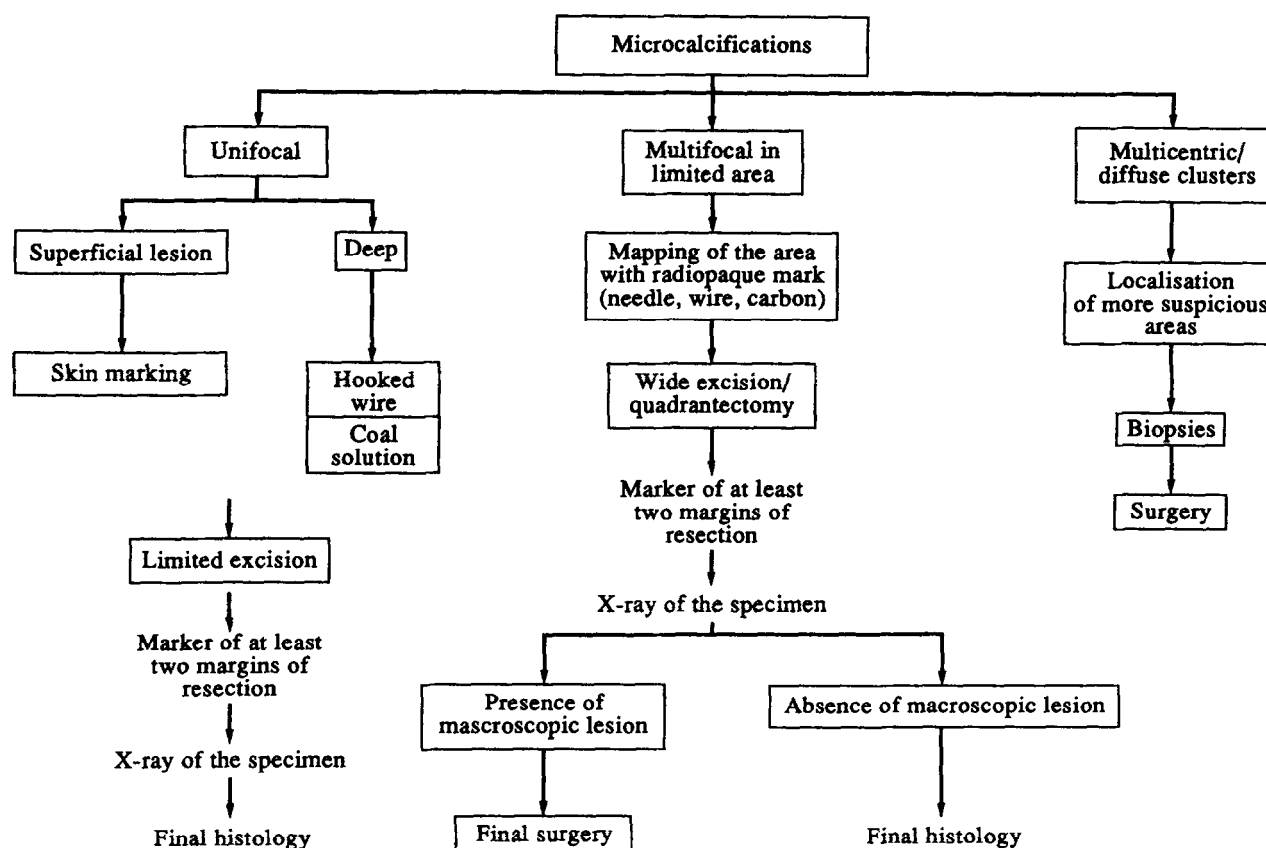 Microcalcifications
Unifocal
Superficial lesion
Skin marking
Deep
Hooked
wire
Coal
solution
Limited excision
Marker of at least
two margins of
resection
X-ray of the specimen
Final histology
Multifocal in
limited area
Mapping of the area
with radiopaque mark
(needle, wire, carbon)
Wide excision/
quadrantectomy
Marker of at least
two margins of
resection
X-ray of the specimen
Presence of
mascroscopic lesion
Final surgery
Absence of macroscopic lesion
Final histology
Multicentric/
diffuse clusters
Localisation
of more suspicious
areas
Biopsies
Surgery